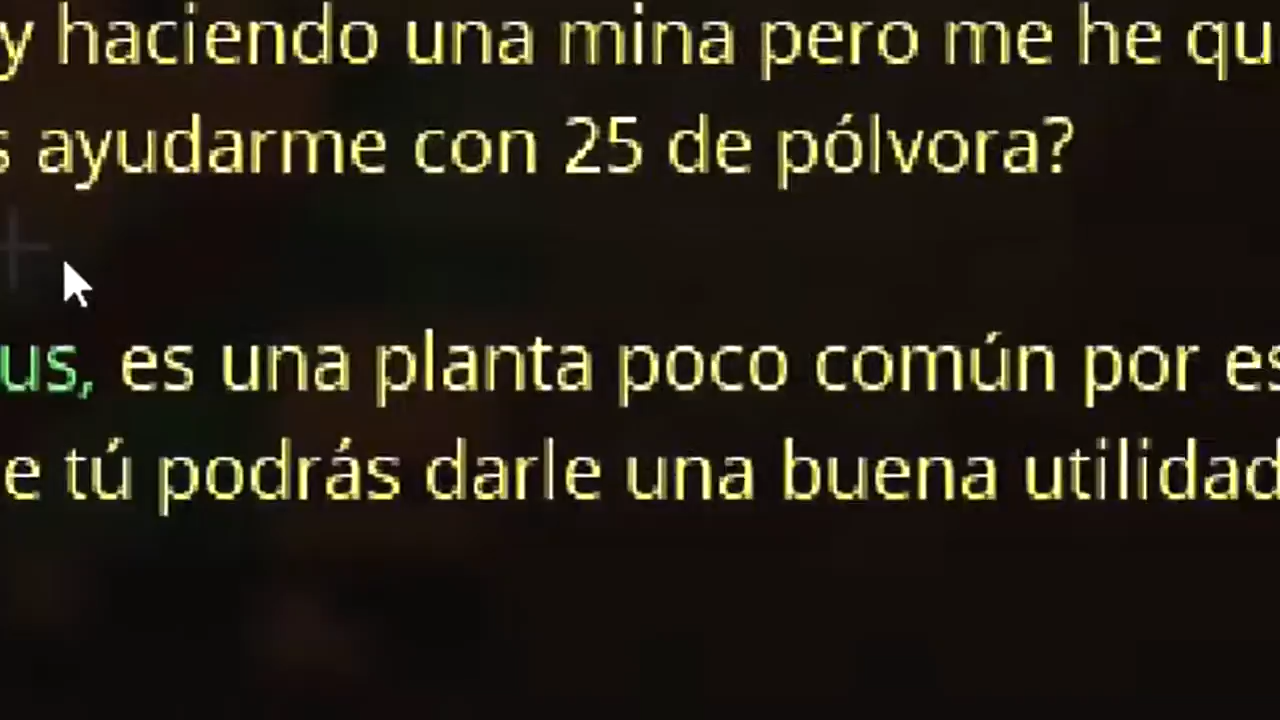 y haciendo una mina pero me he qu
s ayudarme con 25 de pólvora?
us, es una planta poco común por es
e tú podrás darle una buena utilidad